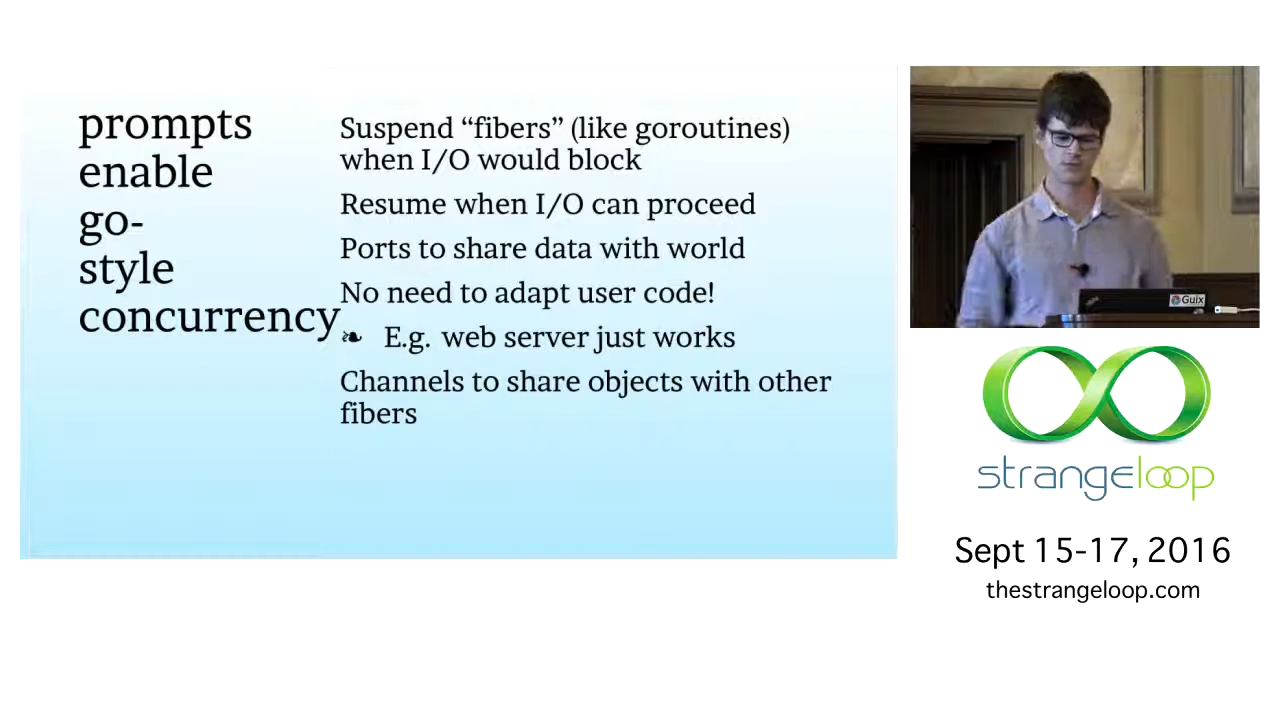 prompts
enable
go-
style
concurrency
Suspend “fibers” (like goroutines)
when I/O would block
Resume when I/O can proceed
Ports to share data with world
No need to adapt user code!
❧ E.g. web server just works
Channels to share objects with other
fibers
Guix
strangeloop
Sept 15-17, 2016
thestrangeloop.com